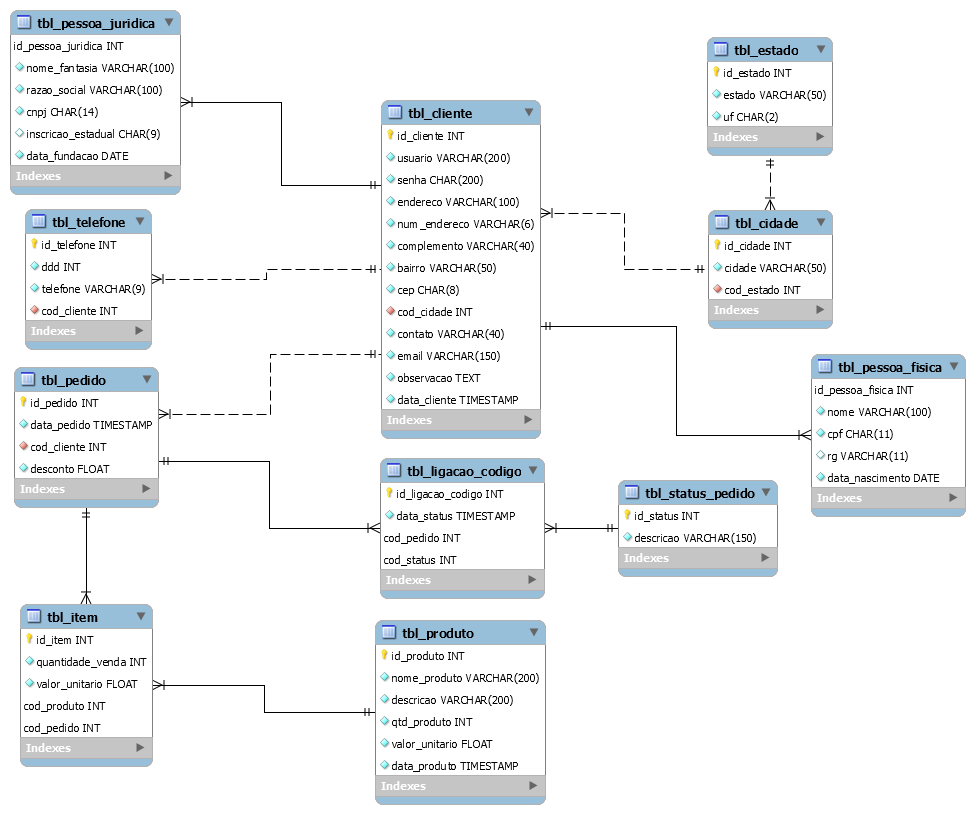 tbl_pessoa_juridica
id_pessoa_juridica INT
nome_fantasia VARCHAR(100)
razao_social VARCHAR(100)
cnpj CHAR(14)
inscricao_estadual CHAR(9)
data_fundacao DATE
Indexes
tbl_telefone
id_telefone INT
ddd INT
telefone VARCHAR(9)
cod_cliente INT
Indexes
tbl_pedido
id_pedido INT
data_pedido TIMESTAMP
cod_cliente INT
desconto FLOAT
Indexes
tbl_item
id_item INT
quantidade_venda INT
valor_unitario FLOAT
cod_produto INT
cod_pedido INT
Indexes
tbl_cliente
id_cliente INT
usuario VARCHAR(200)
senha CHAR(200)
endereco VARCHAR(100)
num_endereco VARCHAR(6)
complemento VARCHAR(40)
bairro VARCHAR(50)
cep CHAR(8)
cod_cidade INT
contato VARCHAR(40)
email VARCHAR(150)
observacao TEXT
data_cliente TIMESTAMP
Indexes
tbl_ligacao_codigo
id_ligacao_codigo INT
data_status TIMESTAMP
cod_pedido INT
cod_status INT
Indexes
tbl_produto
id_produto INT
nome_produto VARCHAR(200)
descricao VARCHAR(200)
qtd_produto INT
valor_unitario FLOAT
data_produto TIMESTAMP
Indexes
tbl_estado
id_estado INT
estado VARCHAR(50)
uf CHAR(2)
Indexes
tbl_cidade
id_cidade INT
cidade VARCHAR(50)
cod_estado INT
Indexes
tbl_pessoa_fisica
id_pessoa_fisica INT
nome VARCHAR(100)
cpf CHAR(11)
rg VARCHAR(11)
data_nascimento DATE
Indexes
tbl_status_pedido
id_status INT
descricao VARCHAR(150)
Indexes